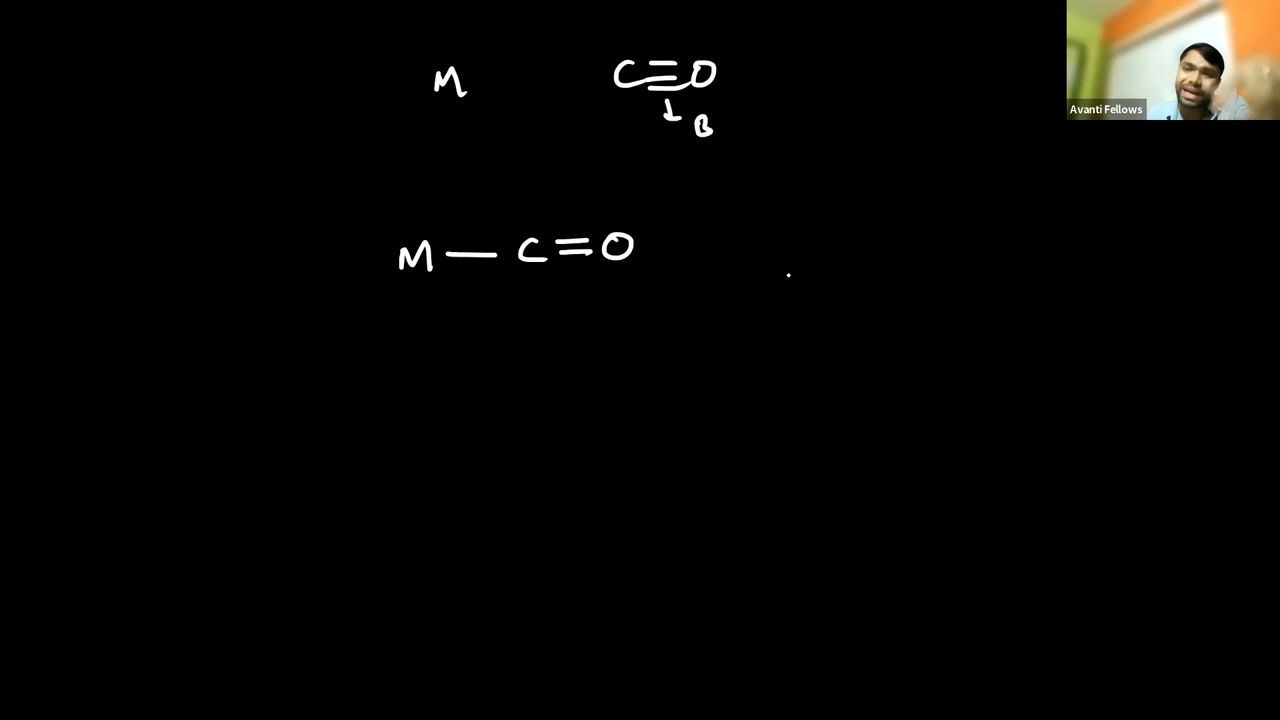 M C≡O
↓ B
M — C=O
Avanti Fellows